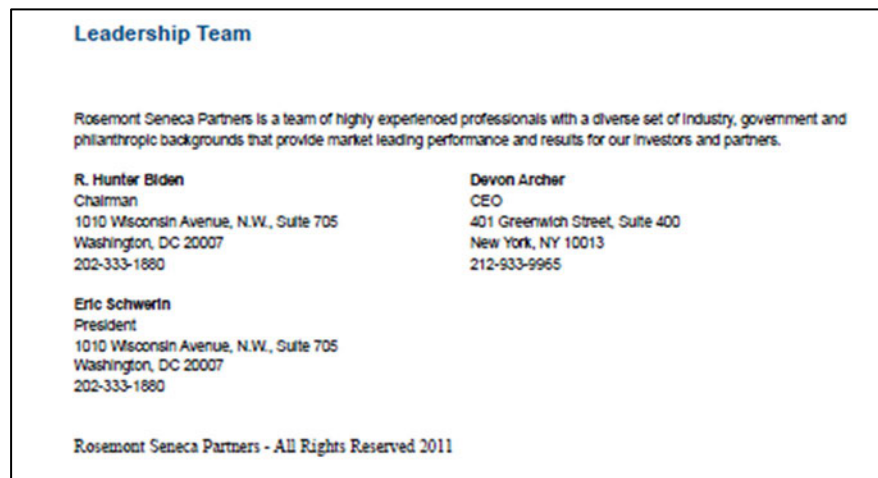 Leadership Team
Rosemont Seneca Partners is a team of highly experienced professionals with a diverse set of industry, government and
philanthropic backgrounds that provide market leading performance and results for our investors and partners.
R. Hunter Biden
Chairman
1010 Wisconsin Avenue, N.W., Suite 705
Washington, DC 20007
202-333-1880
Devon Archer
CEO
401 Greenwich Street, Suite 400
New York, NY 10013
212-933-9965
Eric Schwerin
President
1010 Wisconsin Avenue, N.W., Suite 705
Washington, DC 20007
202-333-1880
Rosemont Seneca Partners - All Rights Reserved 2011